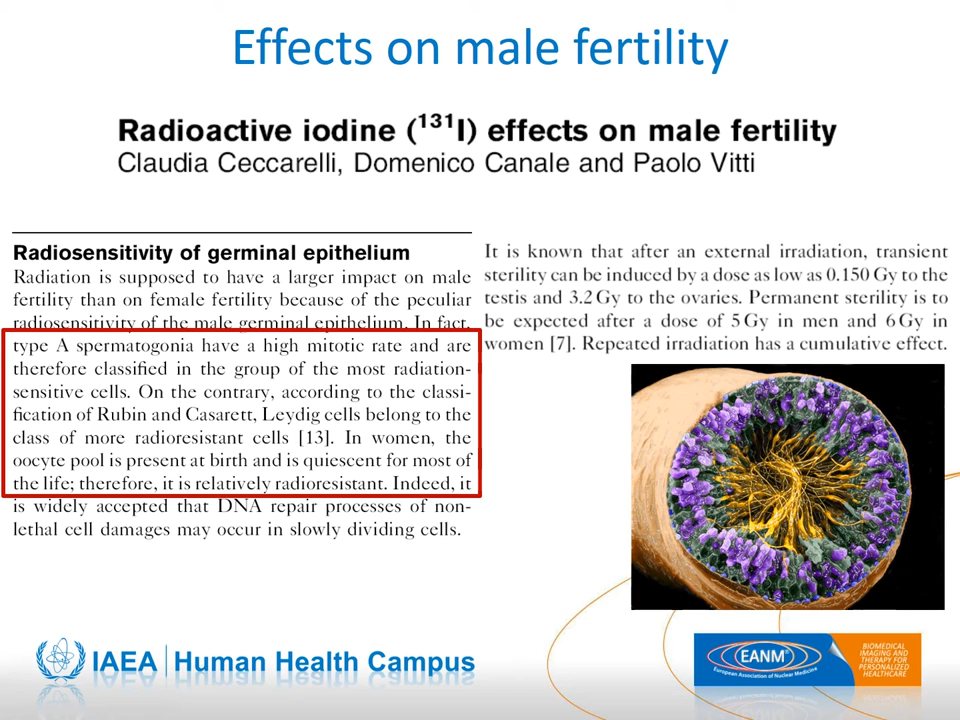 Effects on male fertility
Radioactive iodine (¹³¹I) effects on male fertility
Claudia Ceccarelli, Domenico Canale and Paolo Vitti
Radiosensitivity of germinal epithelium
Radiation is supposed to have a larger impact on male
fertility than on female fertility because of the peculiar
radiosensitivity of the male germinal epithelium. In fact,
type A spermatogonia have a high mitotic rate and are
therefore classified in the group of the most radiation-
sensitive cells. On the contrary, according to the classi-
fication of Rubin and Casarett, Leydig cells belong to the
class of more radioresistant cells [13]. In women, the
oocyte pool is present at birth and is quiescent for most of
the life; therefore, it is relatively radioresistant. Indeed, it
is widely accepted that DNA repair processes of non-
lethal cell damages may occur in slowly dividing cells.
It is known that after an external irradiation, transient
sterility can be induced by a dose as low as 0.150 Gy to the
testis and 3.2 Gy to the ovaries. Permanent sterility is to
be expected after a dose of 5 Gy in men and 6 Gy in
women [7]. Repeated irradiation has a cumulative effect.
IAEA | Human Health Campus
EANM
European Association of Nuclear Medicine
BIOMEDICAL
IMAGING AND
THERAPY FOR
PERSONALIZED
HEALTHCARE